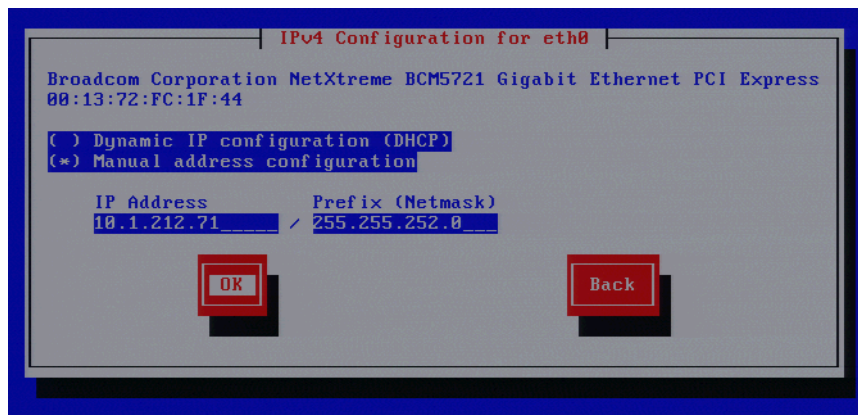 IPv4 Configuration for eth0
Broadcom Corporation NetXtreme BCM5721 Gigabit Ethernet PCI Express
00:13:72:FC:1F:44
( ) Dynamic IP configuration (DHCP)
(*) Manual address configuration
IP Address Prefix (Netmask)
10.1.212.71_____ / 255.255.252.0___
OK Back